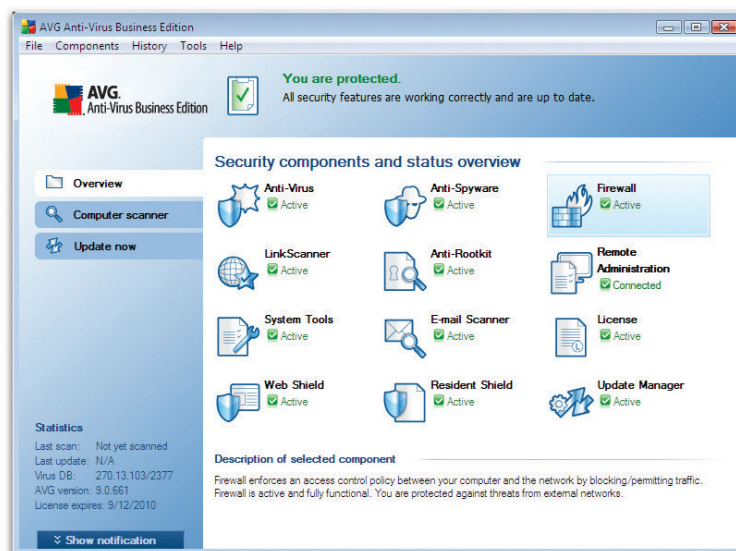 AVG Anti-Virus Business Edition
File Components History Tools Help
AVG.
Anti-Virus Business Edition
You are protected.
All security features are working correctly and are up to date.
Overview
Computer scanner
Update now
Security components and status overview
Anti-Virus
Active
Anti-Spyware
Active
Firewall
Active
LinkScanner
Active
Anti-Rootkit
Active
Remote
Administration
Connected
System Tools
Active
E-mail Scanner
Active
License
Active
Web Shield
Active
Resident Shield
Active
Update Manager
Active
Statistics
Last scan: Not yet scanned
Last update: N/A
Virus DB: 270.13.103/2377
AVG version: 9.0.661
License expires: 9/12/2010
Show notification
Description of selected component
Firewall enforces an access control policy between your computer and the network by blocking/permitting traffic.
Firewall is active and fully functional. You are protected against threats from external networks.